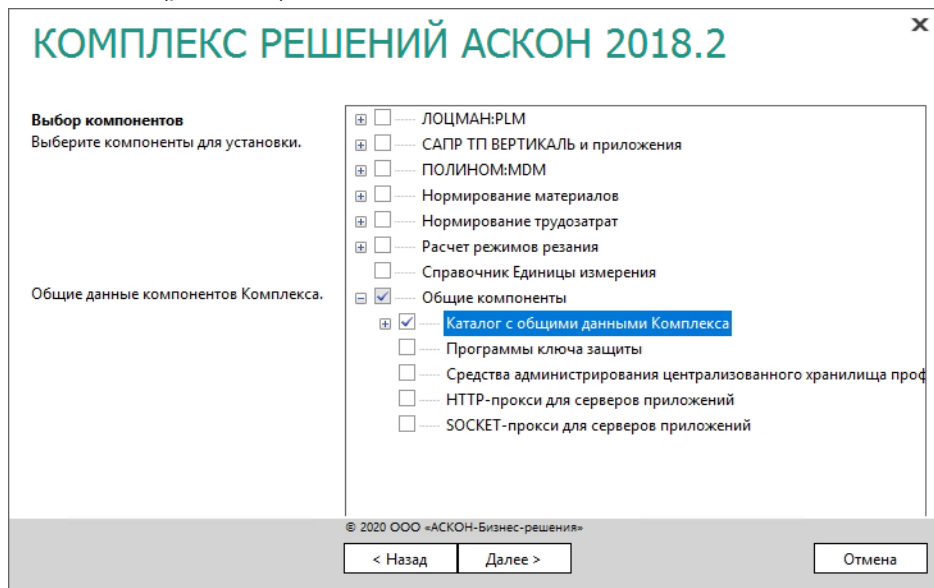 КОМПЛЕКС РЕШЕНИЙ АСКОН 2018.2
x
Выбор компонентов
Выберите компоненты для установки.
Общие данные компонентов Комплекса.
ЛОЦМАН:PLM
САПР ТП ВЕРТИКАЛЬ и приложения
ПОЛИНОМ:MDM
Нормирование материалов
Нормирование трудозатрат
Расчет режимов резания
Справочник Единицы измерения
Общие компоненты
Каталог с общими данными Комплекса
Программы ключа защиты
Средства администрирования централизованного хранилища проф
HTTP-прокси для серверов приложений
SOCKET-прокси для серверов приложений
© 2020 ООО «АСКОН-Бизнес-решения»
< Назад
Далее >
Отмена